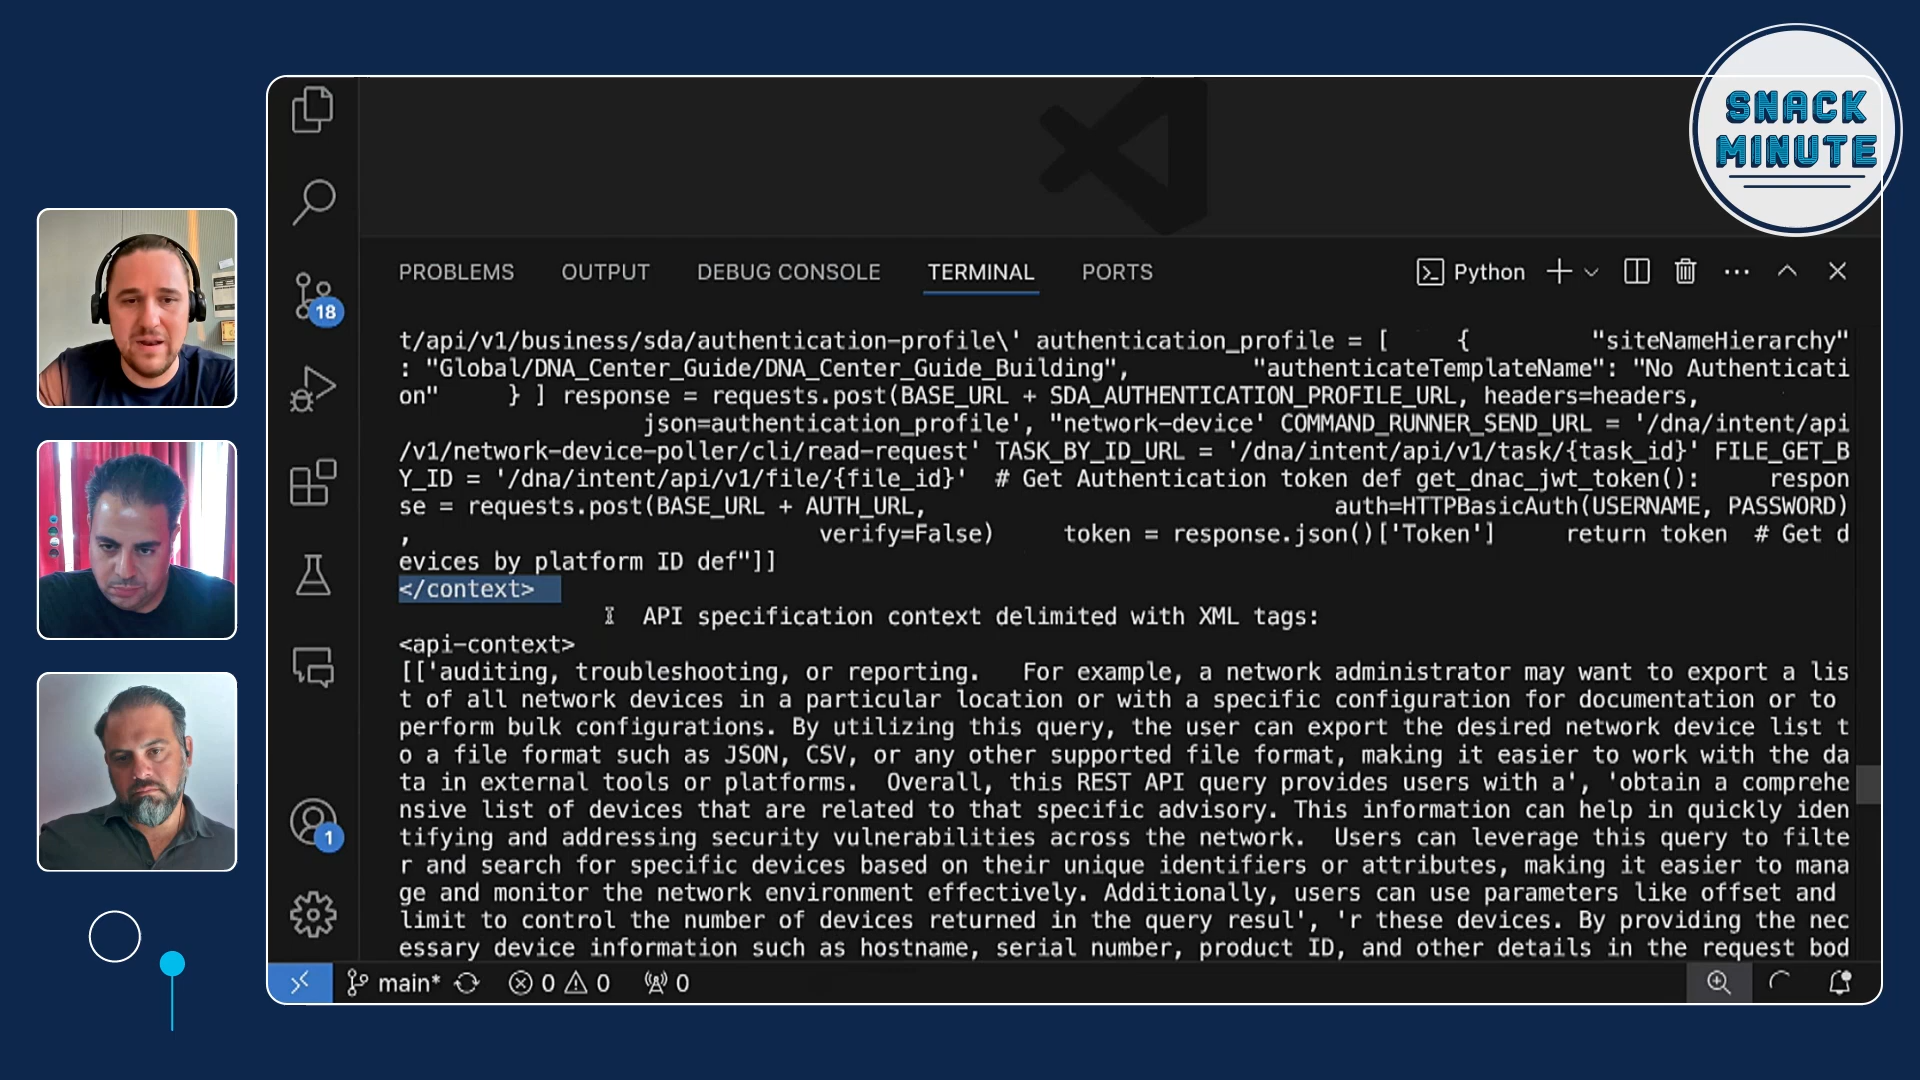 SNACK
MINUTE
PROBLEMS OUTPUT DEBUG CONSOLE TERMINAL PORTS Python
18
t/api/v1/business/sda/authentication-profile\' authentication_profile = [    {         "siteNameHierarchy"
: "Global/DNA_Center_Guide/DNA_Center_Guide_Building",         "authenticateTemplateName": "No Authenticati
on"     } ] response = requests.post(BASE_URL + SDA_AUTHENTICATION_PROFILE_URL, headers=headers,
json=authentication_profile', "network-device' COMMAND_RUNNER_SEND_URL = '/dna/intent/api
/v1/network-device-poller/cli/read-request' TASK_BY_ID_URL = '/dna/intent/api/v1/task/{task_id}' FILE_GET_B
Y_ID = '/dna/intent/api/v1/file/{file_id}'  # Get Authentication token def get_dnac_jwt_token():     respon
se = requests.post(BASE_URL + AUTH_URL,                              auth=HTTPBasicAuth(USERNAME, PASSWORD)
,                              verify=False)     token = response.json()['Token']     return token  # Get d
evices by platform ID def"]]
</context>
API specification context delimited with XML tags:
<api-context>
[['auditing, troubleshooting, or reporting.   For example, a network administrator may want to export a lis
t of all network devices in a particular location or with a specific configuration for documentation or to
perform bulk configurations. By utilizing this query, the user can export the desired network device list t
o a file format such as JSON, CSV, or any other supported file format, making it easier to work with the da
ta in external tools or platforms.  Overall, this REST API query provides users with a', 'obtain a comprehe
nsive list of devices that are related to that specific advisory. This information can help in quickly iden
tifying and addressing security vulnerabilities across the network.  Users can leverage this query to filte
r and search for specific devices based on their unique identifiers or attributes, making it easier to mana
ge and monitor the network environment effectively. Additionally, users can use parameters like offset and
limit to control the number of devices returned in the query resul', 'r these devices. By providing the nec
essary device information such as hostname, serial number, product ID, and other details in the request bod
1
main* 0 0 0